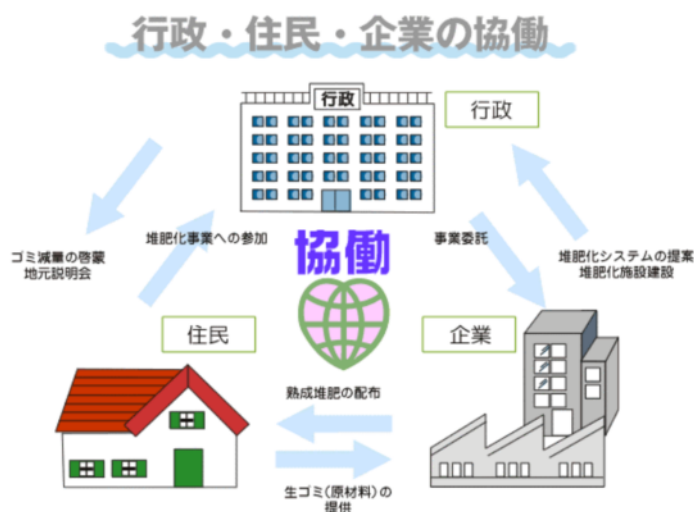 行政・住民・企業の協働
行政
行政
ゴミ減量の啓蒙
地元説明会
堆肥化事業への参加
協働
事業委託
堆肥化システムの提案
堆肥化施設建設
住民
企業
熟成堆肥の配布
生ゴミ(原材料)の
提供